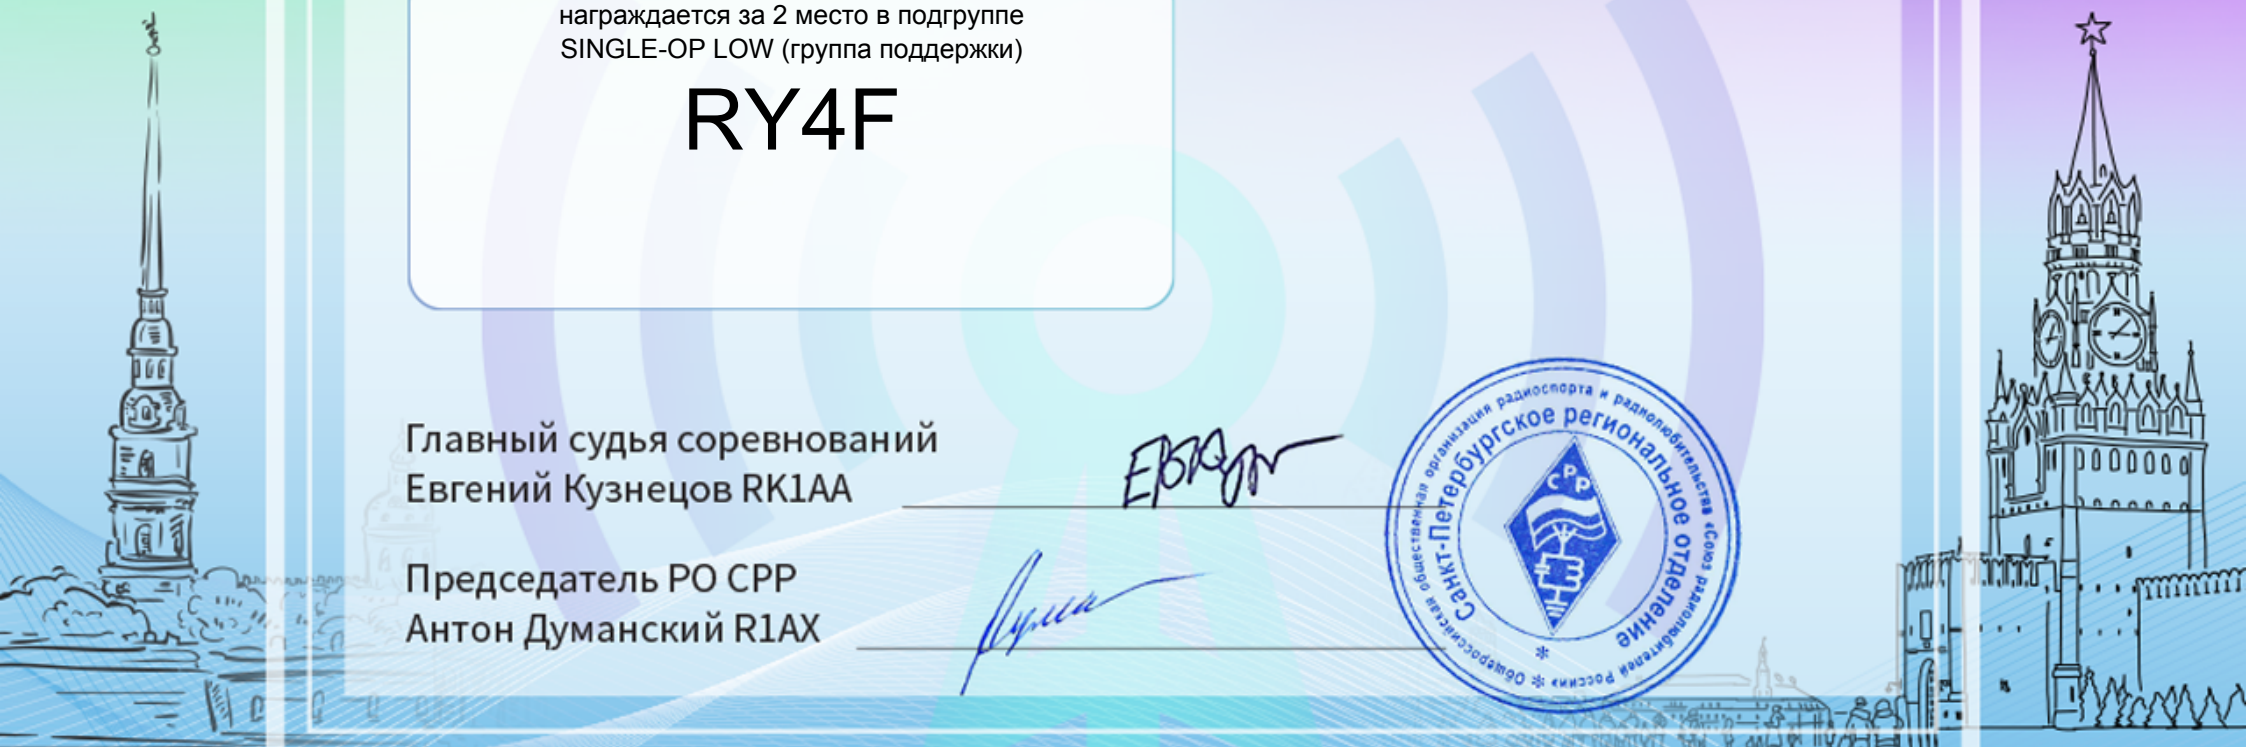 награждается за 2 место в подгруппе
SINGLE-OP LOW (группа поддержки)
RY4F
Главный судья соревнований
Евгений Кузнецов RK1AA
Председатель РО СРР
Антон Думанский R1AX
Общероссийская общественная организация радиоспорта и радиолюбительства «Союз радиолюбителей России»
Санкт-Петербургское региональное отделение
СРР